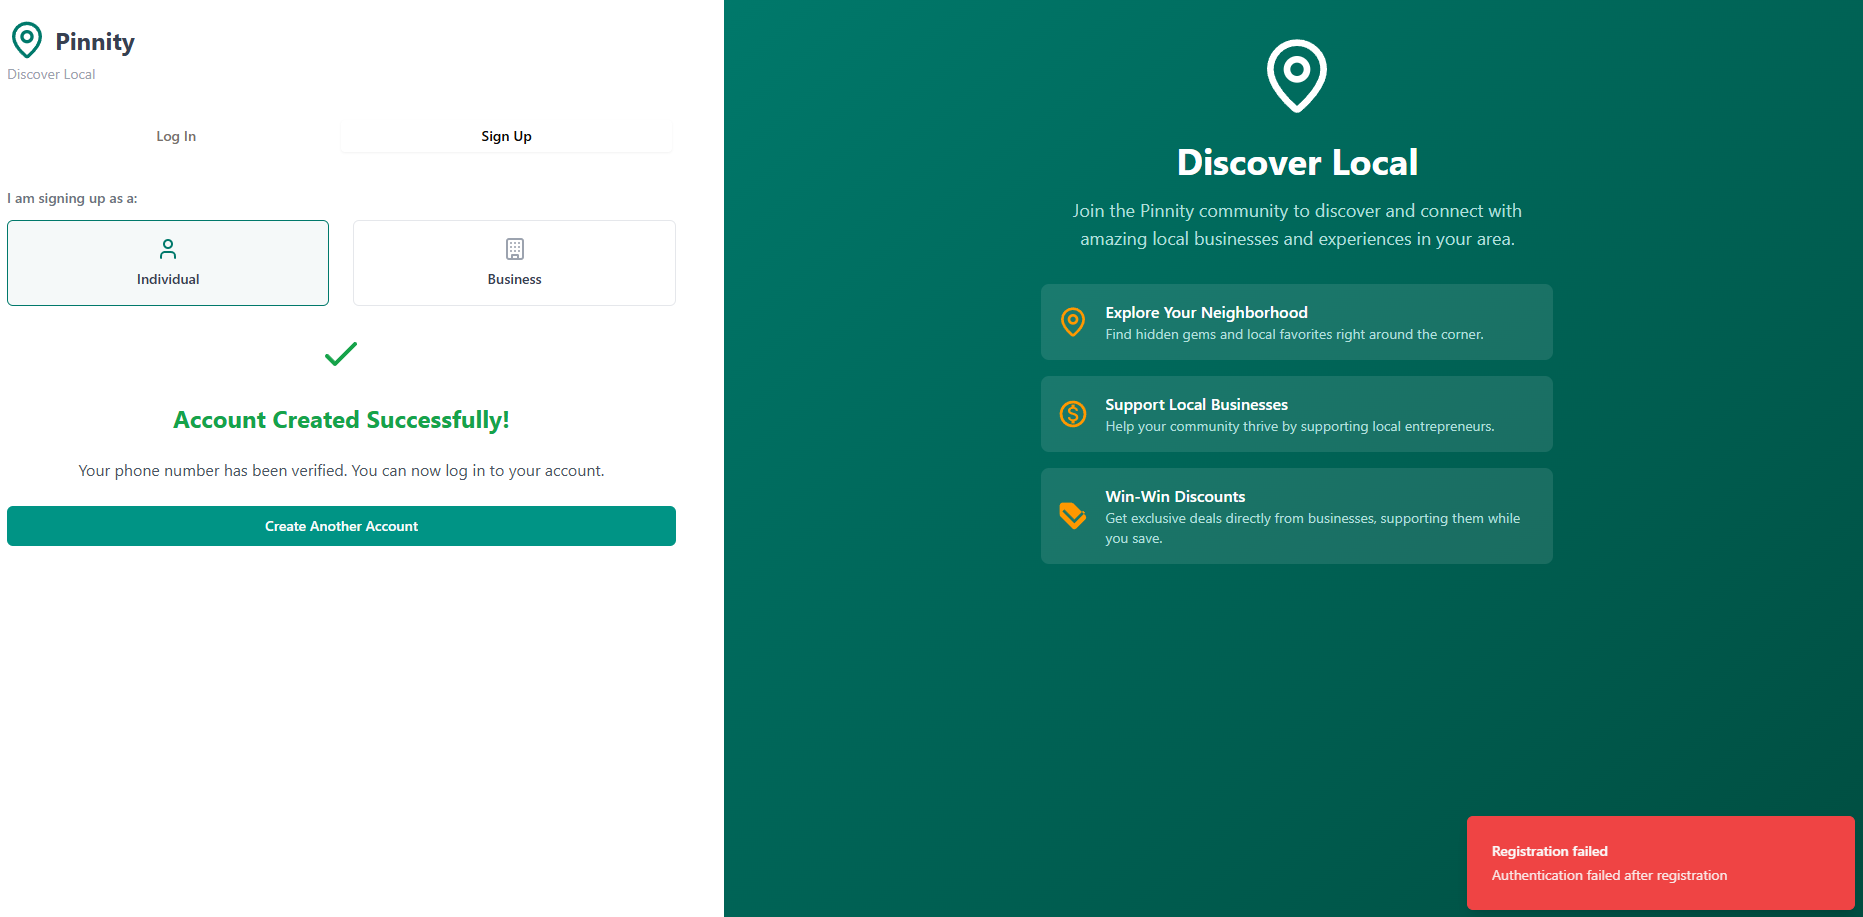 Pinnity
Discover Local
Log In
Sign Up
I am signing up as a:
Individual
Business
Account Created Successfully!
Your phone number has been verified. You can now log in to your account.
Create Another Account
Discover Local
Join the Pinnity community to discover and connect with
amazing local businesses and experiences in your area.
Explore Your Neighborhood
Find hidden gems and local favorites right around the corner.
Support Local Businesses
Help your community thrive by supporting local entrepreneurs.
Win-Win Discounts
Get exclusive deals directly from businesses, supporting them while
you save.
Registration failed
Authentication failed after registration